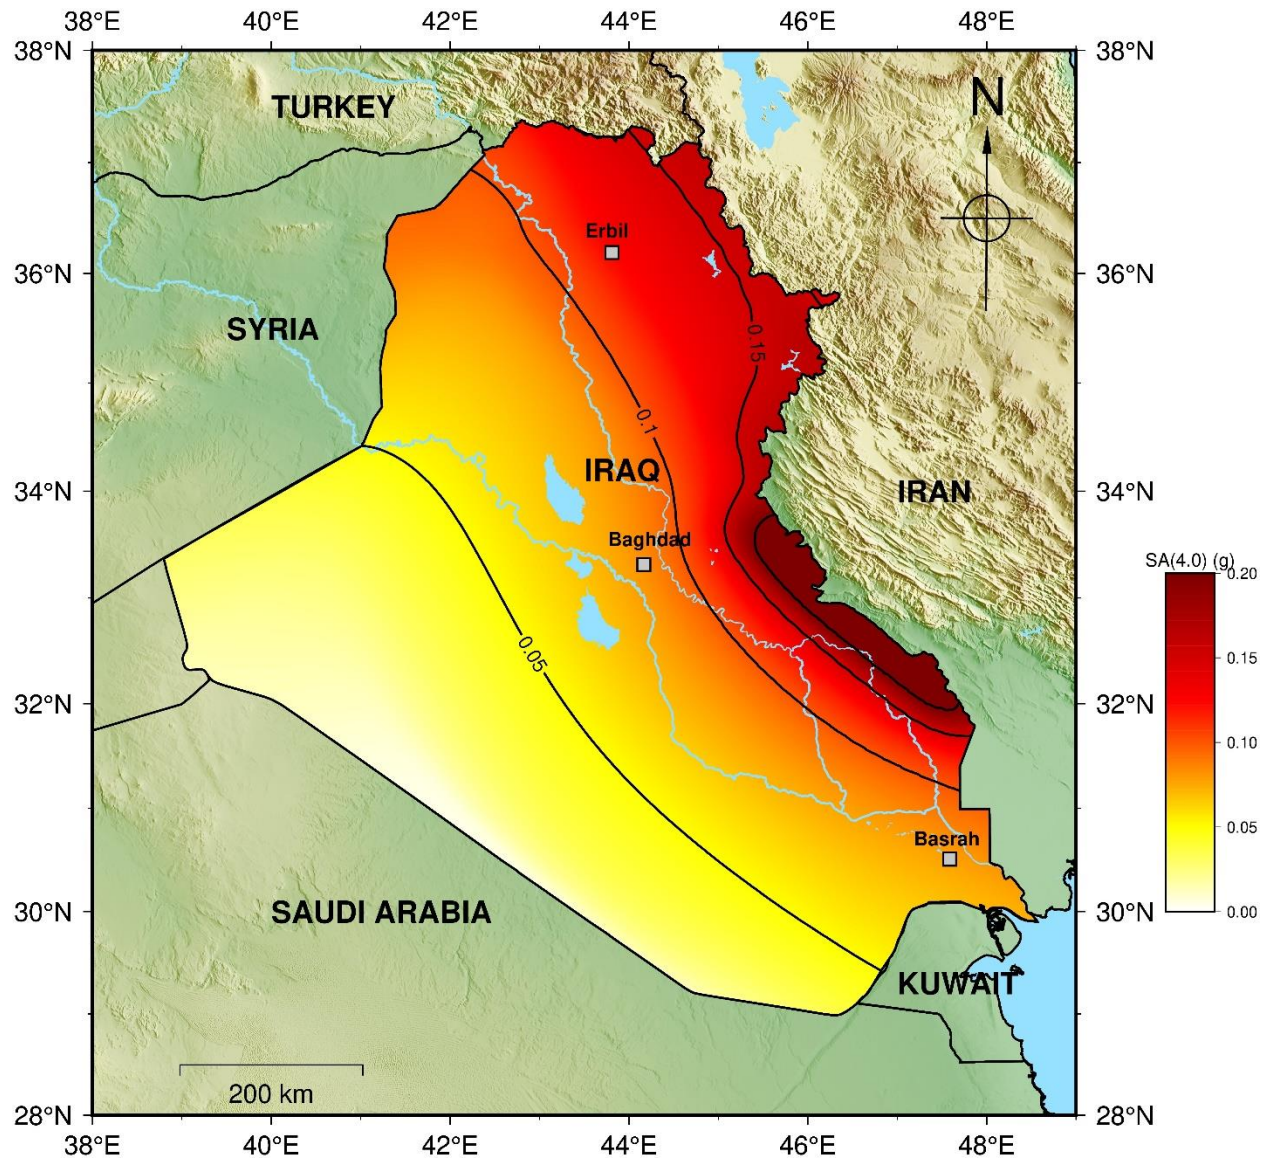 38°E 40°E 42°E 44°E 46°E 48°E
38°N 38°N
N
TURKEY
Erbil
36°N 36°N
SYRIA
0.15
0.1
IRAQ
34°N IRAN 34°N
Baghdad
SA(4.0) (g)
0.20
0.05
0.15
32°N 32°N
0.10
Basrah
0.05
SAUDI ARABIA
30°N 30°N 0.00
KUWAIT
200 km
28°N 28°N
38°E 40°E 42°E 44°E 46°E 48°E